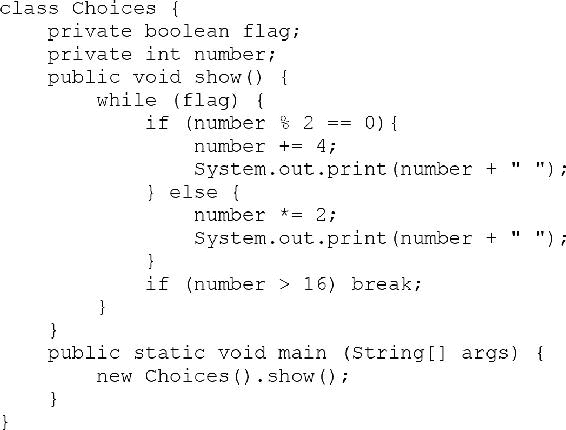 class Choices {
    private boolean flag;
    private int number;
    public void show() {
        while (flag) {
            if (number % 2 == 0){
                number += 4;
                System.out.print(number + " ");
            } else {
                number *= 2;
                System.out.print(number + " ");
            }
            if (number > 16) break;
        }
    }
    public static void main (String[] args) {
        new Choices().show();
    }
}